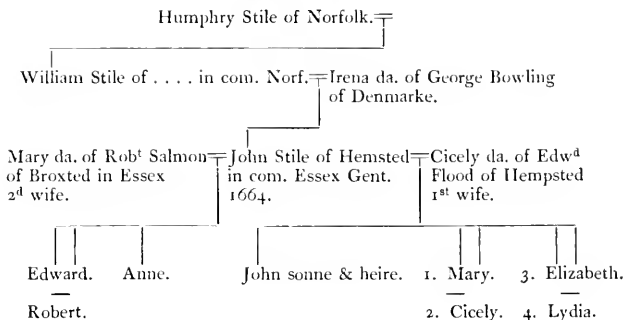 Humphry Stile of Norfolk.
William Stile of . . . . in com. Norf. Irena da. of George Bowling
of Denmarke.
Mary da. of Robt Salmon John Stile of Hemsted Cicely da. of Edwd
of Broxted in Essex in com. Essex Gent. Flood of Hempsted
2d wife. 1664. 1st wife.
Edward. Anne. John sonne & heire. 1. Mary. 3. Elizabeth.
Robert. 2. Cicely. 4. Lydia.